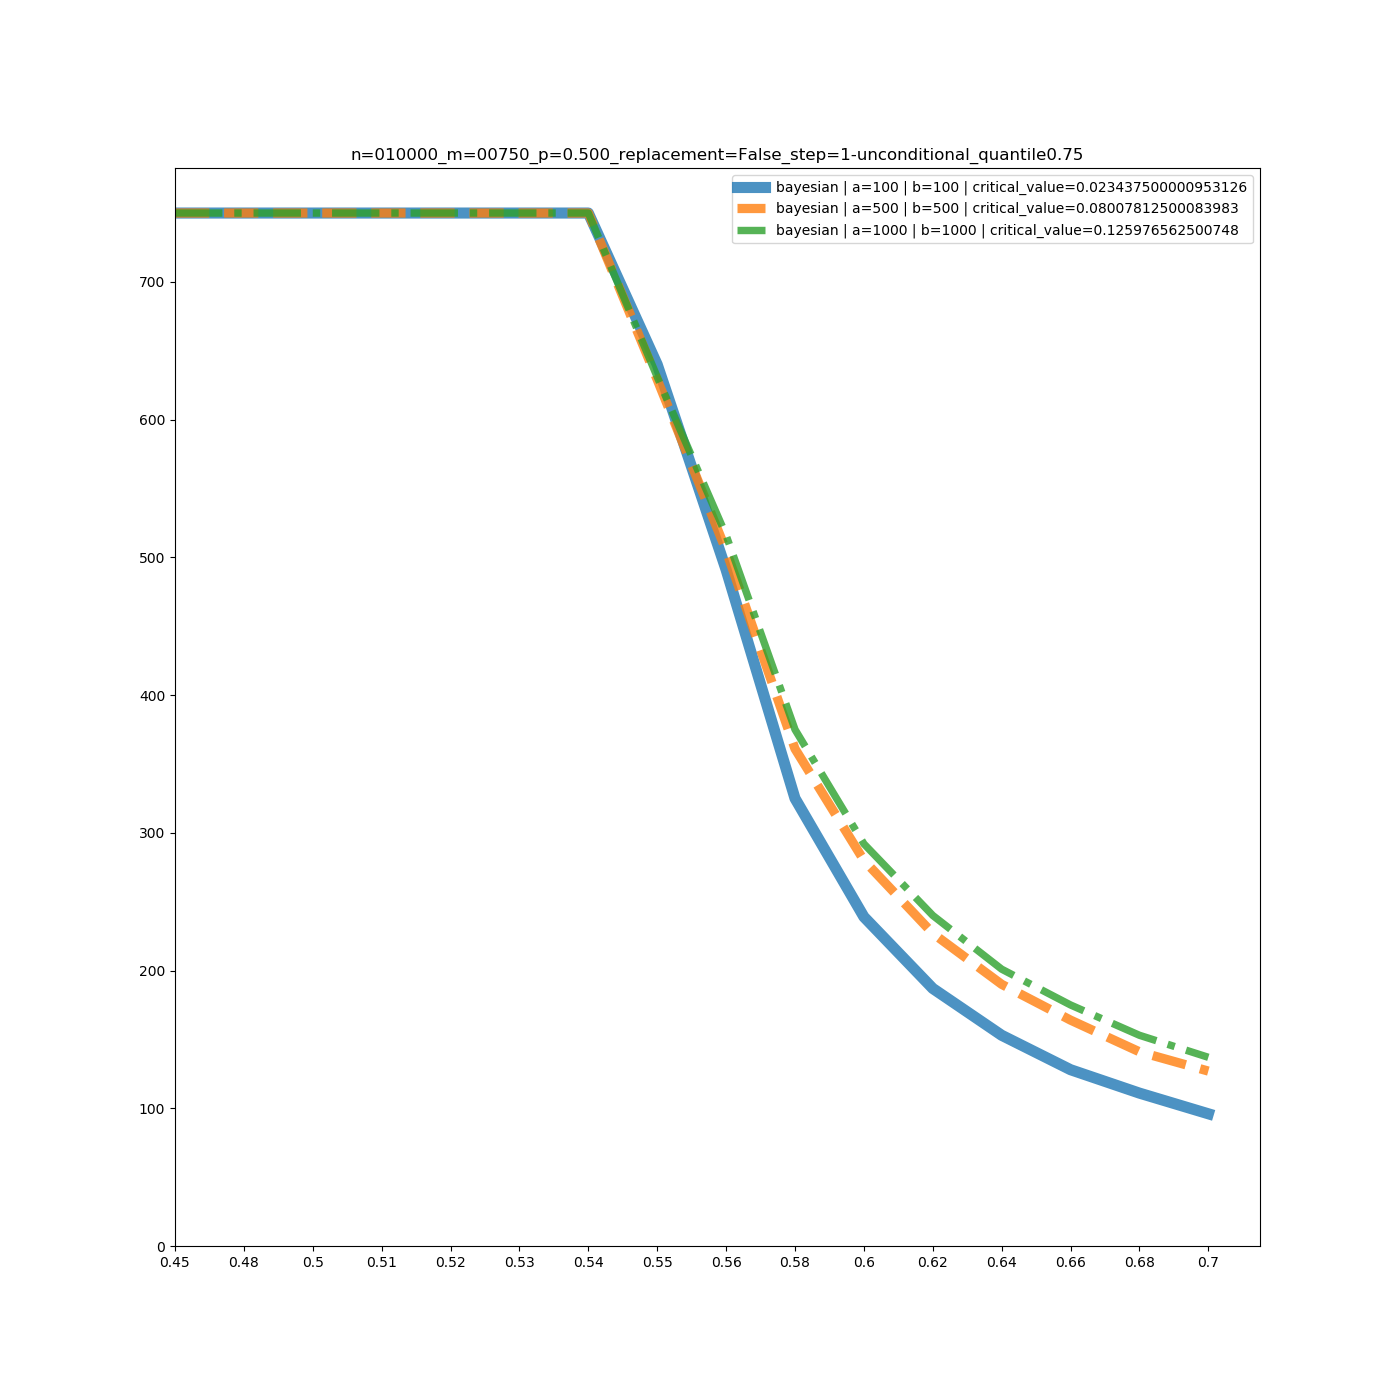 n=010000_m=00750_p=0.500_replacement=False_step=1-unconditional_quantile0.75
bayesian | a=100 | b=100 | critical_value=0.023437500000953126
bayesian | a=500 | b=500 | critical_value=0.08007812500083983
bayesian | a=1000 | b=1000 | critical_value=0.125976562500748
700
600
500
400
300
200
100
0
0.45 0.48 0.5 0.51 0.52 0.53 0.54 0.55 0.56 0.58 0.6 0.62 0.64 0.66 0.68 0.7